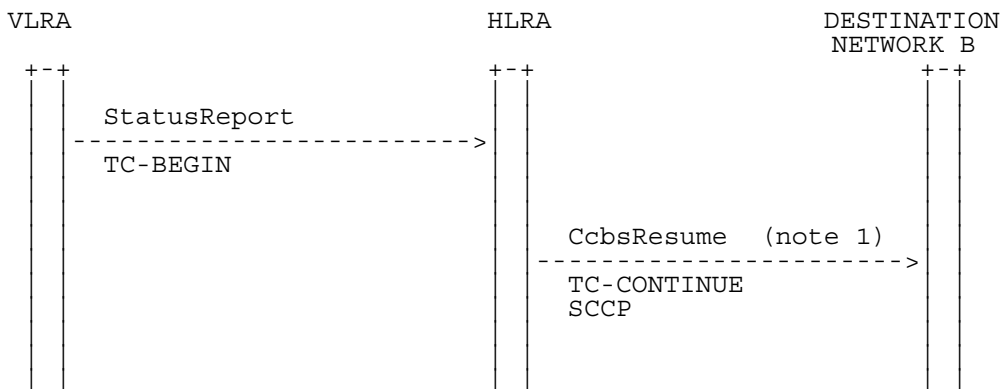 VLRA HLRA DESTINATION
NETWORK B
StatusReport
TC-BEGIN
CcbsResume (note 1)
TC-CONTINUE
SCCP